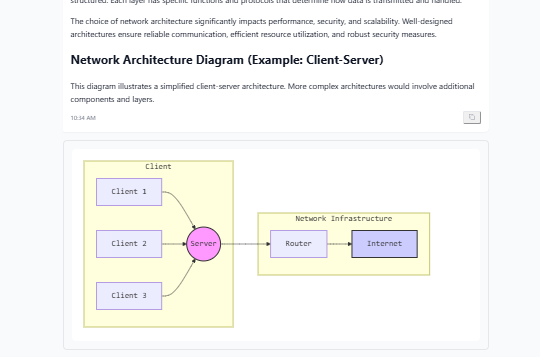 structured. Each layer has specific functions and protocols that determine how data is transmitted and handled.
The choice of network architecture significantly impacts performance, security, and scalability. Well-designed
architectures ensure reliable communication, efficient resource utilization, and robust security measures.
Network Architecture Diagram (Example: Client-Server)
This diagram illustrates a simplified client-server architecture. More complex architectures would involve additional
components and layers.
10:34 AM
Client
Client 1
Client 2
Client 3
Server
Network Infrastructure
Router
Internet